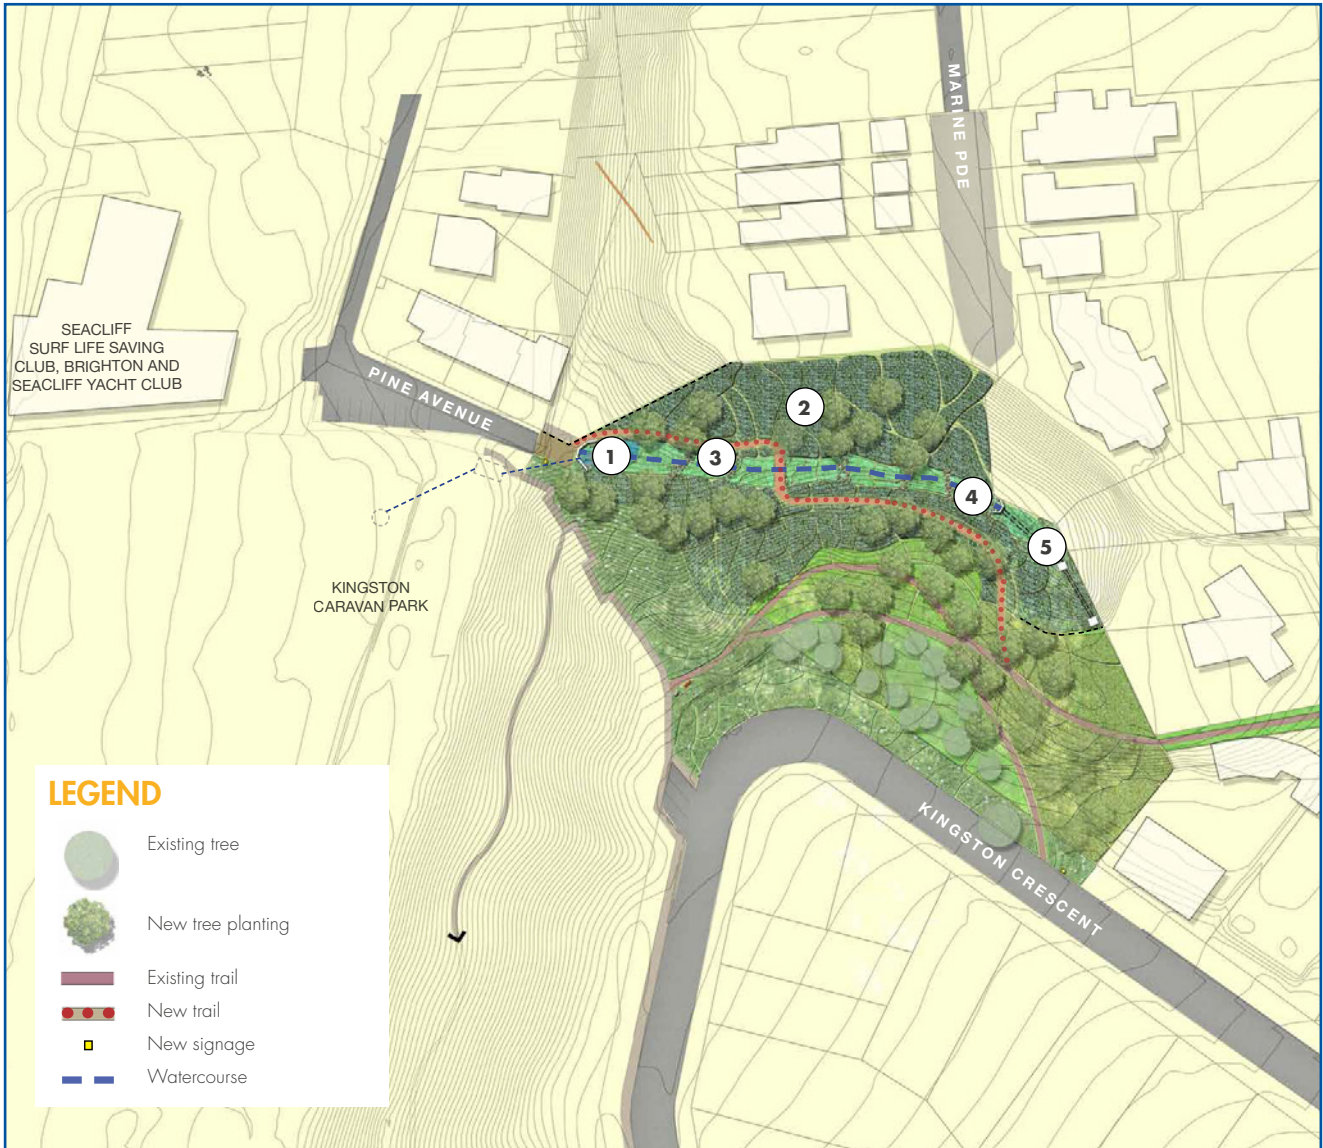 MARINE PDE
SEACLIFF
SURF LIFE SAVING
CLUB, BRIGHTON AND
SEACLIFF YACHT CLUB
PINE AVENUE
2
1
3
4
5
KINGSTON
CARAVAN PARK
KINGSTON CRESCENT
LEGEND
Existing tree
New tree planting
Existing trail
New trail
New signage
Watercourse